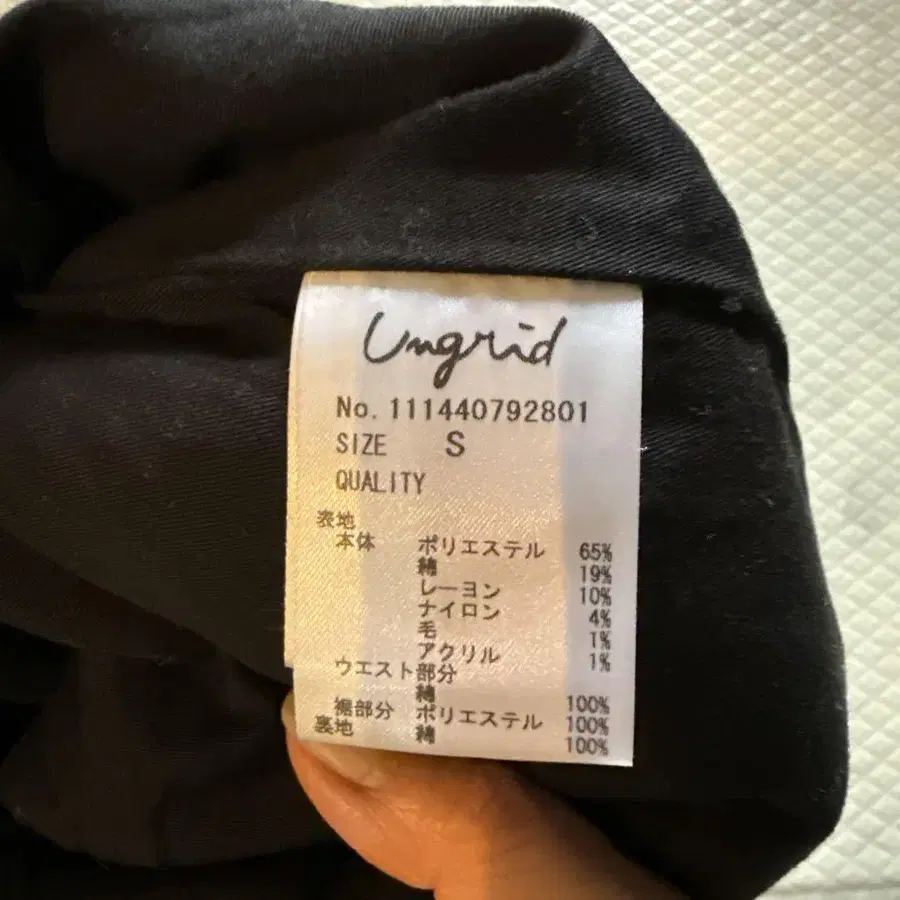 Ungrid
No. 111440792801
SIZE S
QUALITY
表地
本体 ポリエステル 65%
綿 19%
レーヨン 10%
ナイロン 4%
毛 1%
アクリル 1%
ウエスト部分
綿 100%
裾部分 ポリエステル 100%
裏地 綿 100%